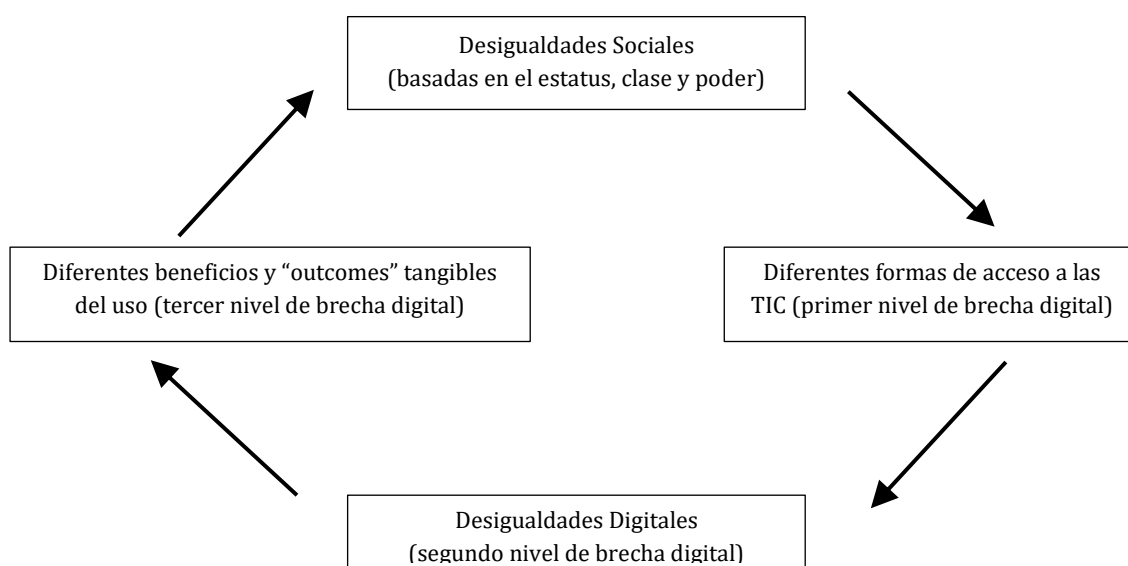 Desigualdades Sociales
(basadas en el estatus, clase y poder)
Diferentes beneficios y “outcomes” tangibles
del uso (tercer nivel de brecha digital)
Diferentes formas de acceso a las
TIC (primer nivel de brecha digital)
Desigualdades Digitales
(segundo nivel de brecha digital)